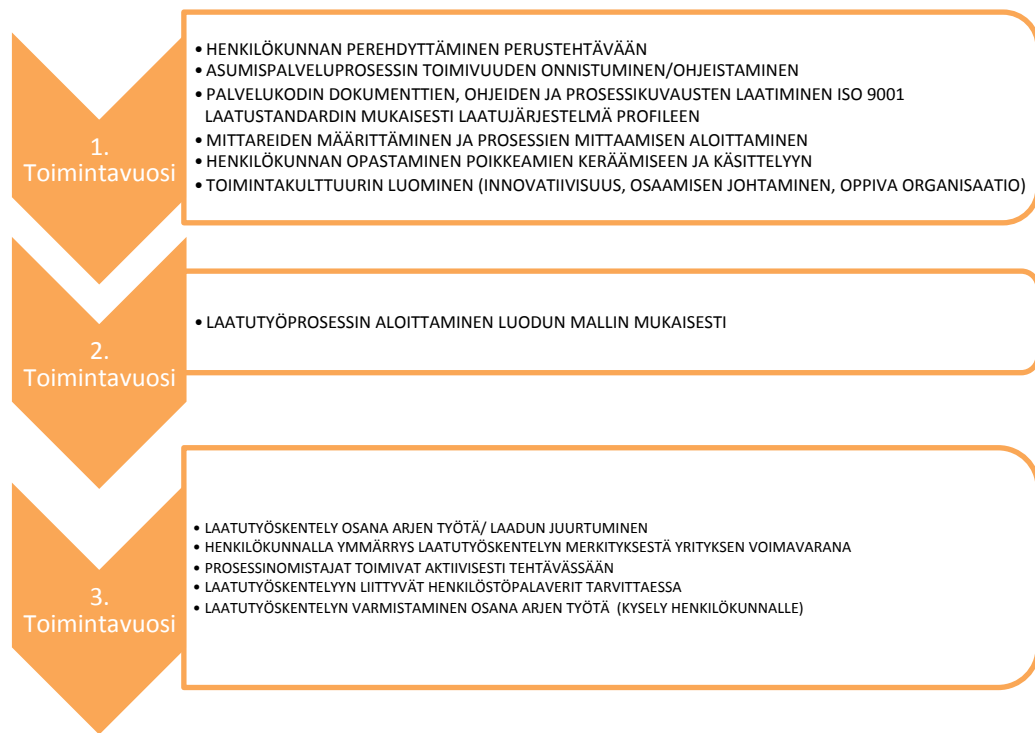 1.
Toimintavuosi
• HENKILÖKUNNAN PEREHDYTTÄMINEN PERUSTEHTÄVÄÄN
• ASUMISPALVELUPROSESSIN TOIMIVUUDEN ONNISTUMINEN/OHJEISTAMINEN
• PALVELUKODIN DOKUMENTTIEN, OHJEIDEN JA PROSESSIKUVAUSTEN LAATIMINEN ISO 9001
LAATUSTANDARDIN MUKAISESTI LAATUJÄRJESTELMÄ PROFILEEN
• MITTAREIDEN MÄÄRITTÄMINEN JA PROSESSIEN MITTAAMISEN ALOITTAMINEN
• HENKILÖKUNNAN OPASTAMINEN POIKKEAMIEN KERÄÄMISEEN JA KÄSITTELYYN
• TOIMINTAKULTTUURIN LUOMINEN (INNOVATIIVISUUS, OSAAMISEN JOHTAMINEN, OPPIVA ORGANISAATIO)
2.
Toimintavuosi
• LAATUTYÖPROSESSIN ALOITTAMINEN LUODUN MALLIN MUKAISESTI
3.
Toimintavuosi
• LAATUTYÖSKENTELY OSANA ARJEN TYÖTÄ/ LAADUN JUURTUMINEN
• HENKILÖKUNNALLA YMMÄRRYS LAATUTYÖSKENTELYN MERKITYKSESTÄ YRITYKSEN VOIMAVARANA
• PROSESSINOMISTAJAT TOIMIVAT AKTIIVISESTI TEHTÄVÄSSÄÄN
• LAATUTYÖSKENTELYYN LIITTYVÄT HENKILÖSTÖPALAVERIT TARVITTAESSA
• LAATUTYÖSKENTELYN VARMISTAMINEN OSANA ARJEN TYÖTÄ (KYSELY HENKILÖKUNNALLE)